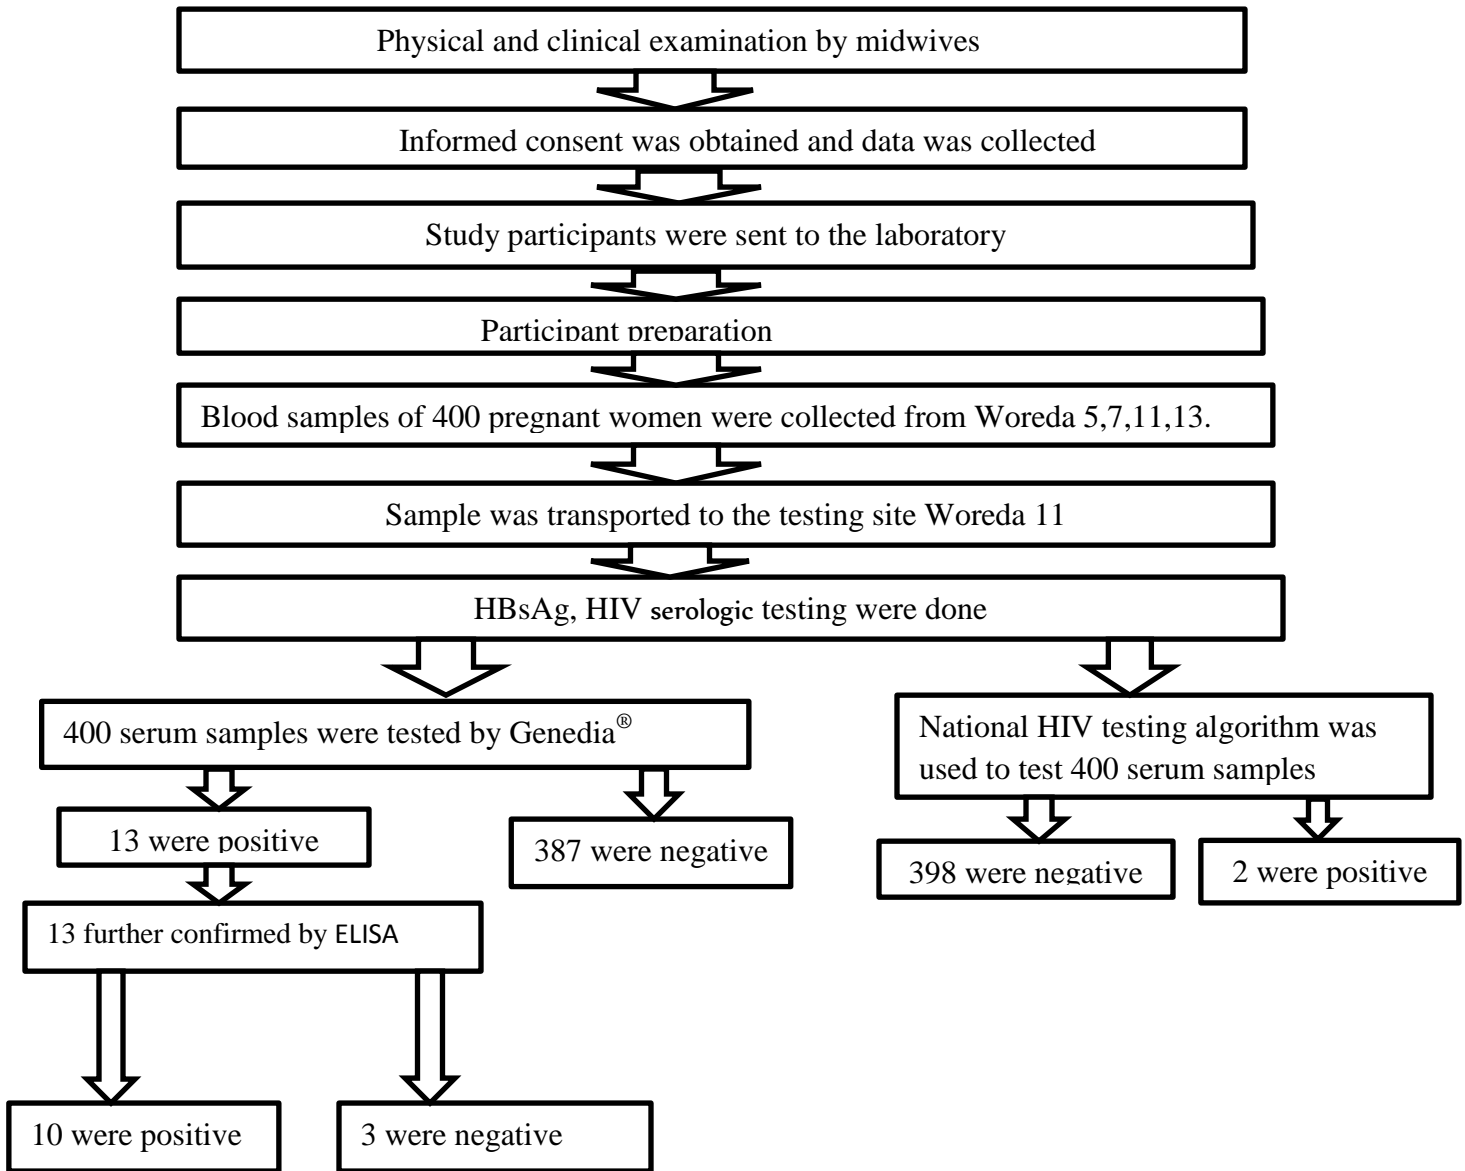 Physical and clinical examination by midwives
Informed consent was obtained and data was collected
Study participants were sent to the laboratory
Participant preparation
Blood samples of 400 pregnant women were collected from Woreda 5,7,11,13.
Sample was transported to the testing site Woreda 11
HBsAg, HIV serologic testing were done
400 serum samples were tested by Genedia®
National HIV testing algorithm was
used to test 400 serum samples
13 were positive
387 were negative
398 were negative
2 were positive
13 further confirmed by ELISA
10 were positive
3 were negative